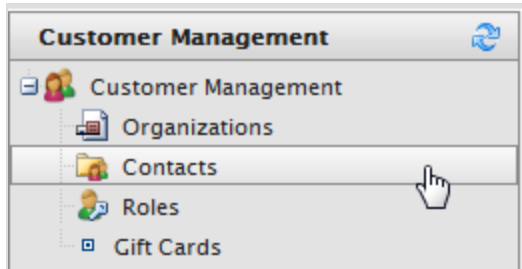 Customer Management
Customer Management
Organizations
Contacts
Roles
Gift Cards